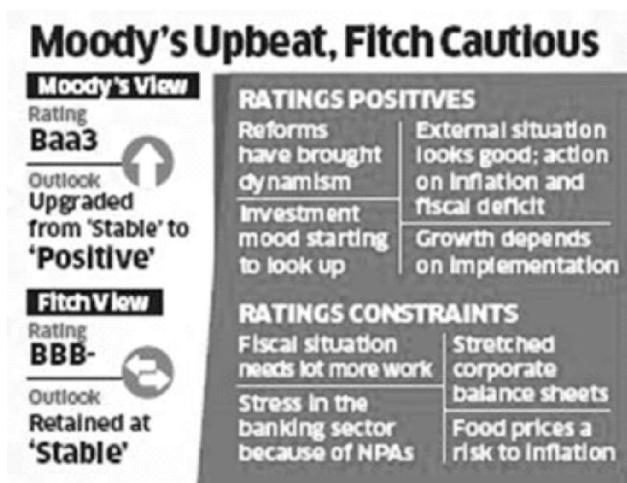 Moody's Upbeat, Fitch Cautious
Moody's View
Rating
Baa3
Outlook
Upgraded
from 'Stable' to
'Positive'
Fitch View
Rating
BBB-
Outlook
Retained at
'Stable'
RATINGS POSITIVES
Reforms
have brought
dynamism
Investment
mood starting
to look up
External situation
looks good; action
on inflation and
fiscal deficit
Growth depends
on implementation
RATINGS CONSTRAINTS
Fiscal situation
needs lot more work
Stress in the
banking sector
because of NPAs
Stretched
corporate
balance sheets
Food prices a
risk to inflation